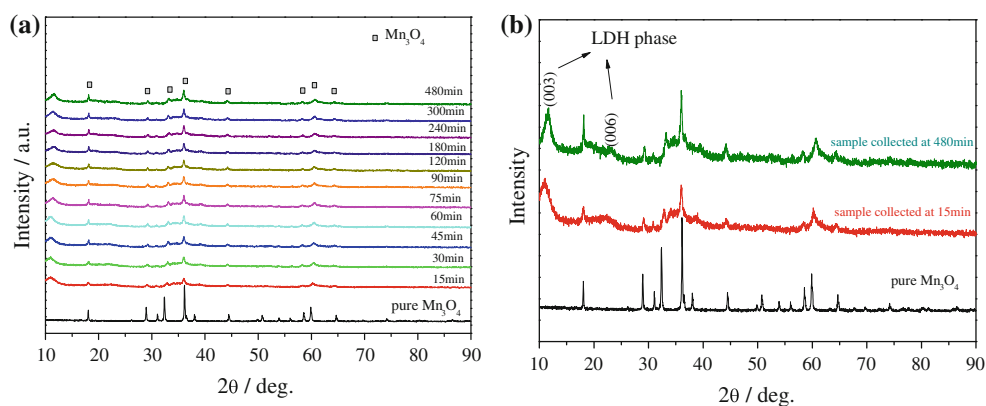 (a)
Mn₃O₄
480min
300min
240min
180min
120min
90min
75min
60min
45min
30min
15min
pure Mn₃O₄
Intensity / a.u.
10 20 30 40 50 60 70 80 90
2θ / deg.
(b)
LDH phase
(003)
(006)
sample collected at 480min
sample collected at 15min
pure Mn₃O₄
Intensity
10 20 30 40 50 60 70 80 90
2θ / deg.